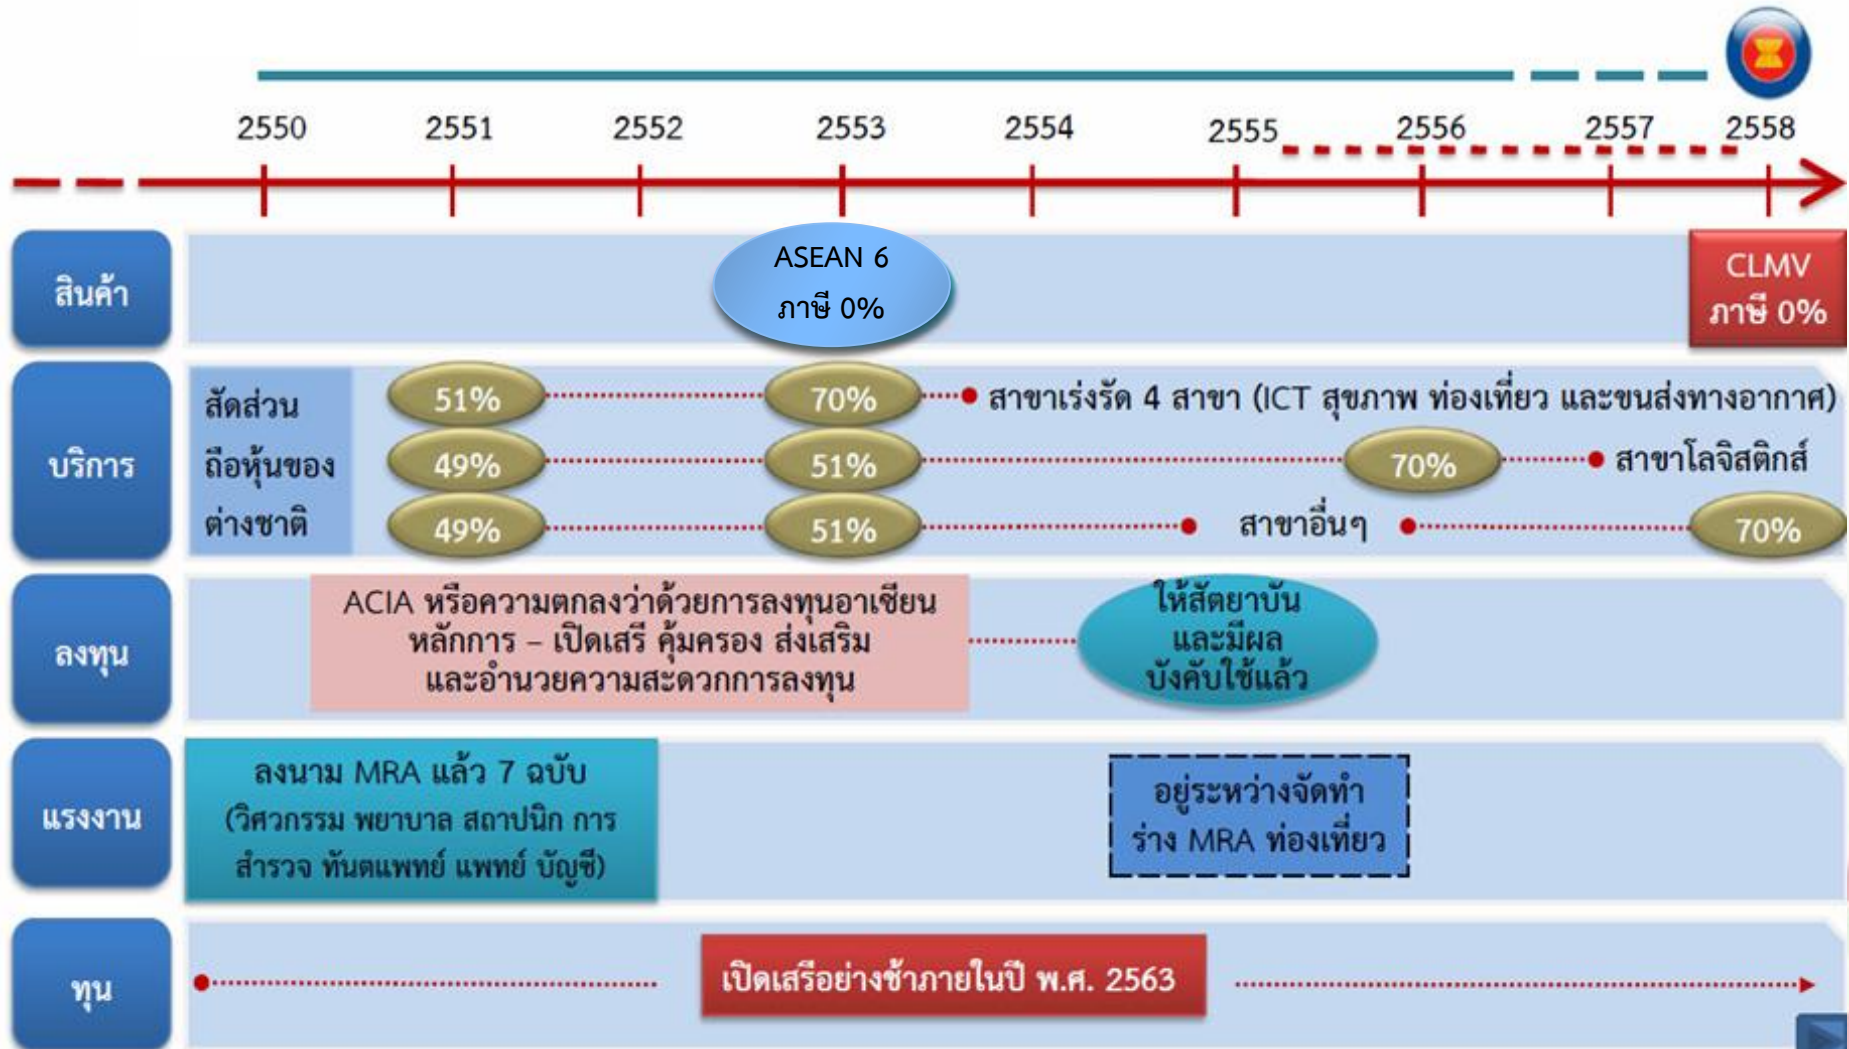 2550 2551 2552 2553 2554 2555 2556 2557 2558
สินค้า
ASEAN 6
ภาษี 0%
CLMV
ภาษี 0%
บริการ
สัดส่วน
ถือหุ้นของ
ต่างชาติ
51% 70% สาขาเร่งรัด 4 สาขา (ICT สุขภาพ ท่องเที่ยว และขนส่งทางอากาศ)
49% 51% 70% สาขาโลจิสติกส์
49% 51% สาขาอื่นๆ 70%
ลงทุน
ACIA หรือความตกลงว่าด้วยการลงทุนอาเซียน
หลักการ – เปิดเสรี คุ้มครอง ส่งเสริม
และอำนวยความสะดวกการลงทุน
ให้สัตยาบัน
และมีผล
บังคับใช้แล้ว
แรงงาน
ลงนาม MRA แล้ว 7 ฉบับ
(วิศวกรรม พยาบาล สถาปนิก การ
สำรวจ ทันตแพทย์ แพทย์ บัญชี)
อยู่ระหว่างจัดทำ
ร่าง MRA ท่องเที่ยว
ทุน
เปิดเสรีอย่างช้าภายในปี พ.ศ. 2563